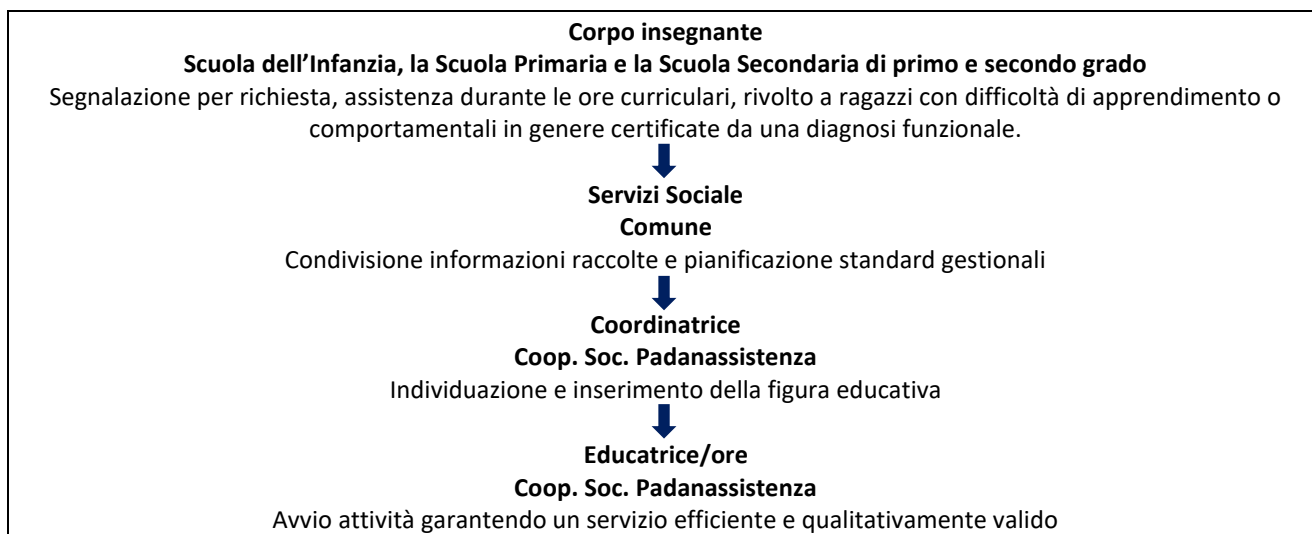 Corpo insegnante
Scuola dell’Infanzia, la Scuola Primaria e la Scuola Secondaria di primo e secondo grado
Segnalazione per richiesta, assistenza durante le ore curriculari, rivolto a ragazzi con difficoltà di apprendimento o
comportamentali in genere certificate da una diagnosi funzionale.
Servizi Sociale
Comune
Condivisione informazioni raccolte e pianificazione standard gestionali
Coordinatrice
Coop. Soc. Padanassistenza
Individuazione e inserimento della figura educativa
Educatrice/ore
Coop. Soc. Padanassistenza
Avvio attività garantendo un servizio efficiente e qualitativamente valido